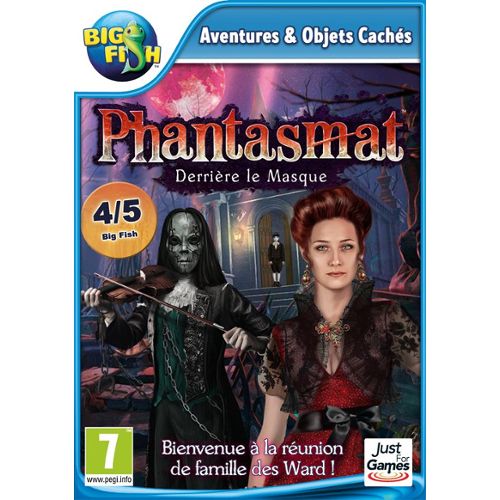 BIG FISH
Aventures & Objets Cachés
Phantasmat
Derrière le Masque
4/5
Big Fish
7
www.pegi.info
Bienvenue à la réunion
de famille des Ward !
Just
For
Games